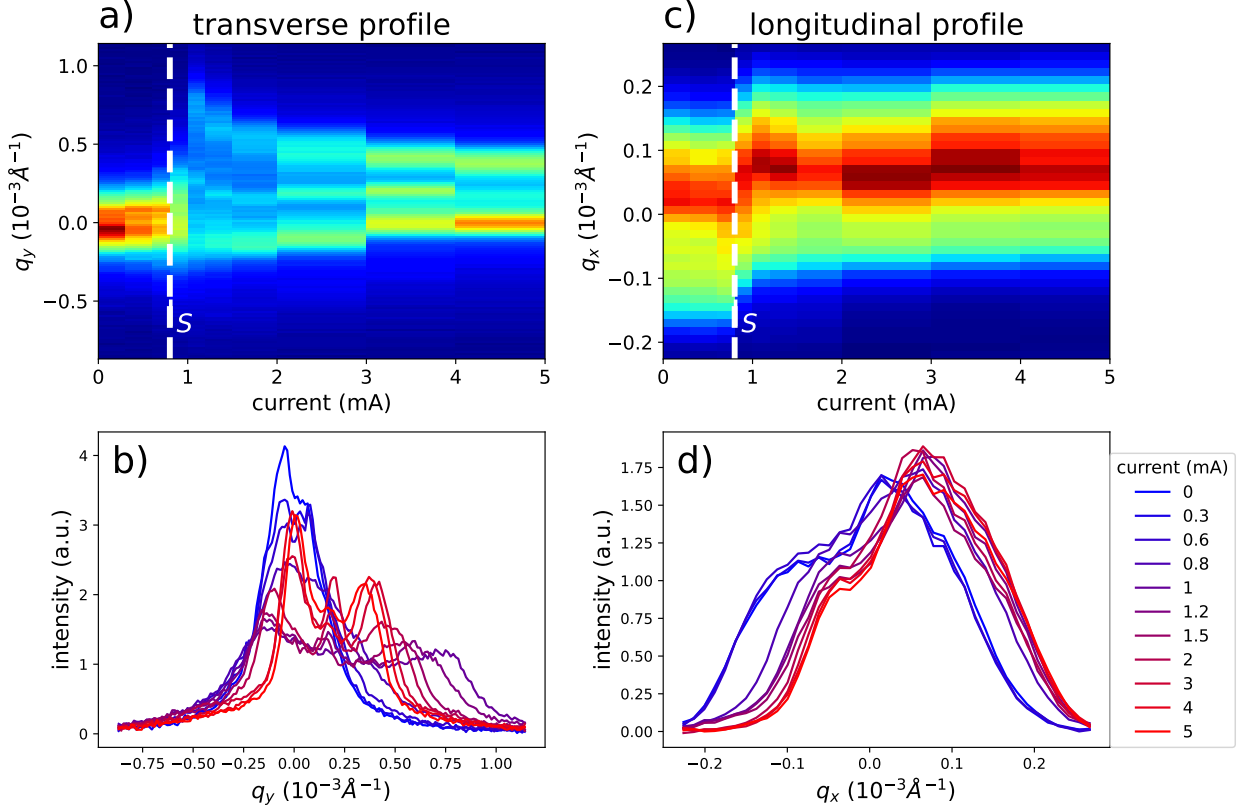 a)
transverse profile
1.0
0.5
0.0
−0.5
q_y (10⁻³Å⁻¹)
S
0 1 2 3 4 5
current (mA)
c)
longitudinal profile
0.2
0.1
0.0
−0.1
−0.2
q_x (10⁻³Å⁻¹)
S
0 1 2 3 4 5
current (mA)
b)
4
3
2
1
0
intensity (a.u.)
−0.75 −0.50 −0.25 0.00 0.25 0.50 0.75 1.00
q_y (10⁻³Å⁻¹)
d)
1.75
1.50
1.25
1.00
0.75
0.50
0.25
0.00
intensity (a.u.)
−0.2 −0.1 0.0 0.1 0.2
q_x (10⁻³Å⁻¹)
current (mA)
0
0.3
0.6
0.8
1
1.2
1.5
2
3
4
5